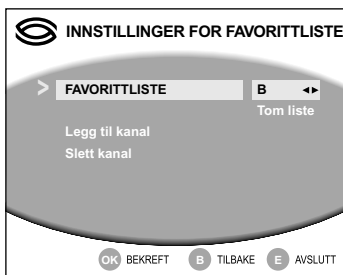 INNSTILLINGER FOR FAVORITTLISTE
> FAVORITTLISTE B ◂▸
Tom liste
Legg til kanal
Slett kanal
OK BEKREFT B TILBAKE E AVSLUTT